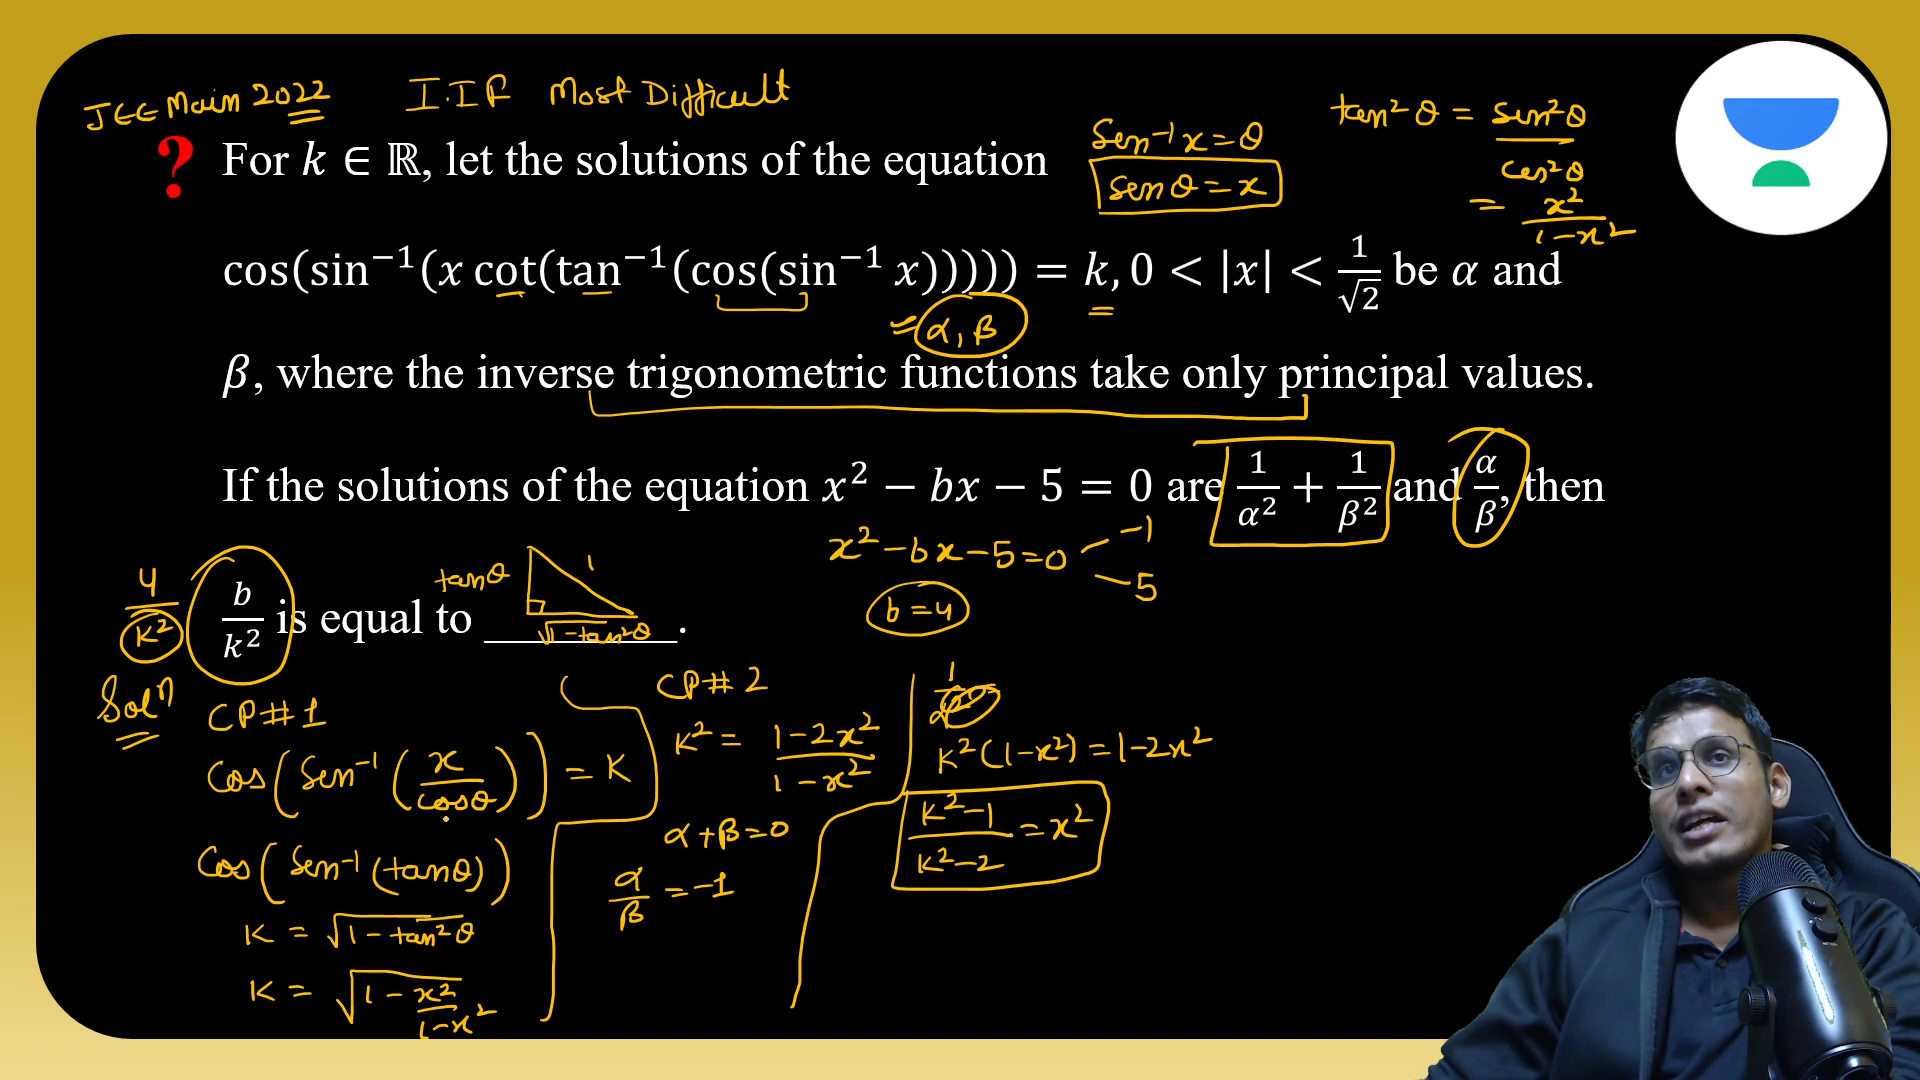 JEE Main 2022 I.I.F Most Difficult
? For k ∈ ℝ, let the solutions of the equation
sin⁻¹x = θ
sinθ = x
tan²θ = sin²θ/cos²θ
= x²/1-x²
cos(sin⁻¹(x cot(tan⁻¹(cos(sin⁻¹ x))))) = k, 0 < |x| < 1/√2 be α and
= α, β
β, where the inverse trigonometric functions take only principal values.
If the solutions of the equation x² − bx − 5 = 0 are 1/α² + 1/β² and α/β, then
x²-bx-5=0
-1
5
b=4
4/K²
b/k² is equal to ________.
tanθ
1
√1-tan²θ
Solⁿ
CP#1
cos(sin⁻¹(x/cosθ)) = K
cos(sin⁻¹(tanθ))
K = √1-tan²θ
K = √1-x²/1-x²
CP#2
K² = 1-2x²/1-x²
α+β=0
α/β = -1
K²(1-x²) = 1-2x²
K²-1/K²-2 = x²